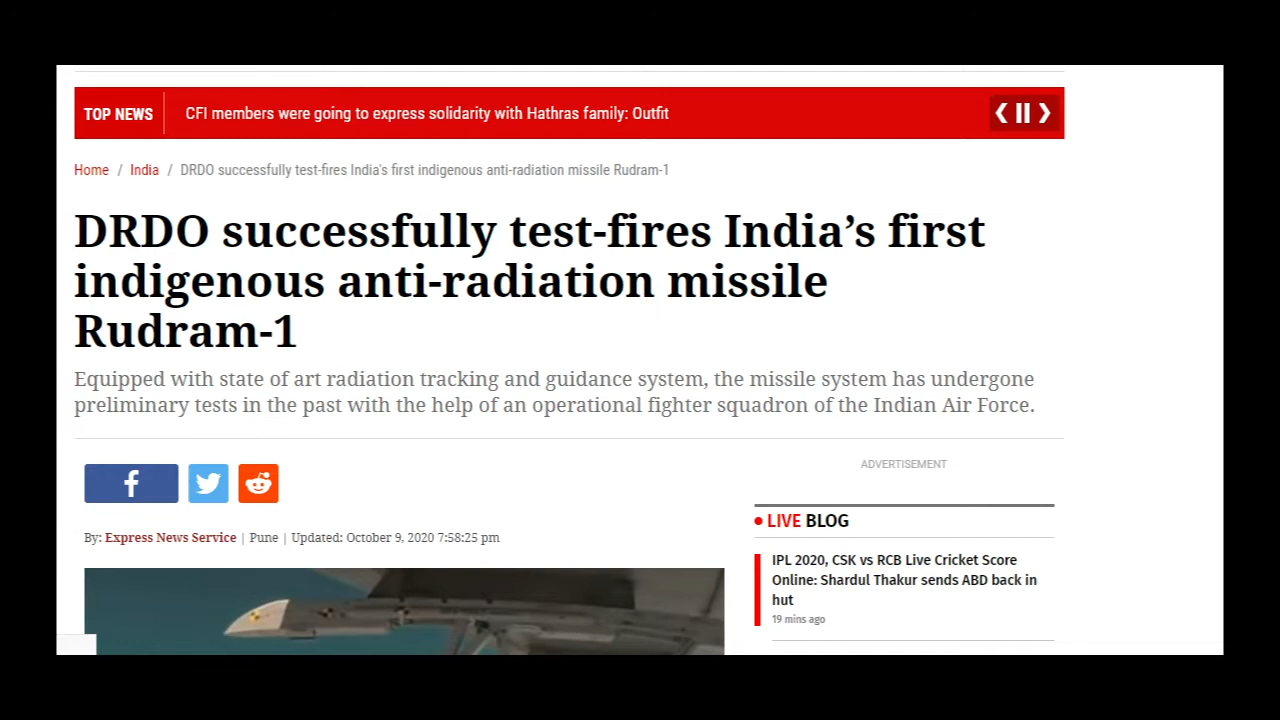 TOP NEWS
CFI members were going to express solidarity with Hathras family: Outfit
Home / India / DRDO successfully test-fires India's first indigenous anti-radiation missile Rudram-1
DRDO successfully test-fires India’s first
indigenous anti-radiation missile
Rudram-1
Equipped with state of art radiation tracking and guidance system, the missile system has undergone
preliminary tests in the past with the help of an operational fighter squadron of the Indian Air Force.
By: Express News Service | Pune | Updated: October 9, 2020 7:58:25 pm
ADVERTISEMENT
LIVE BLOG
IPL 2020, CSK vs RCB Live Cricket Score
Online: Shardul Thakur sends ABD back in
hut
19 mins ago